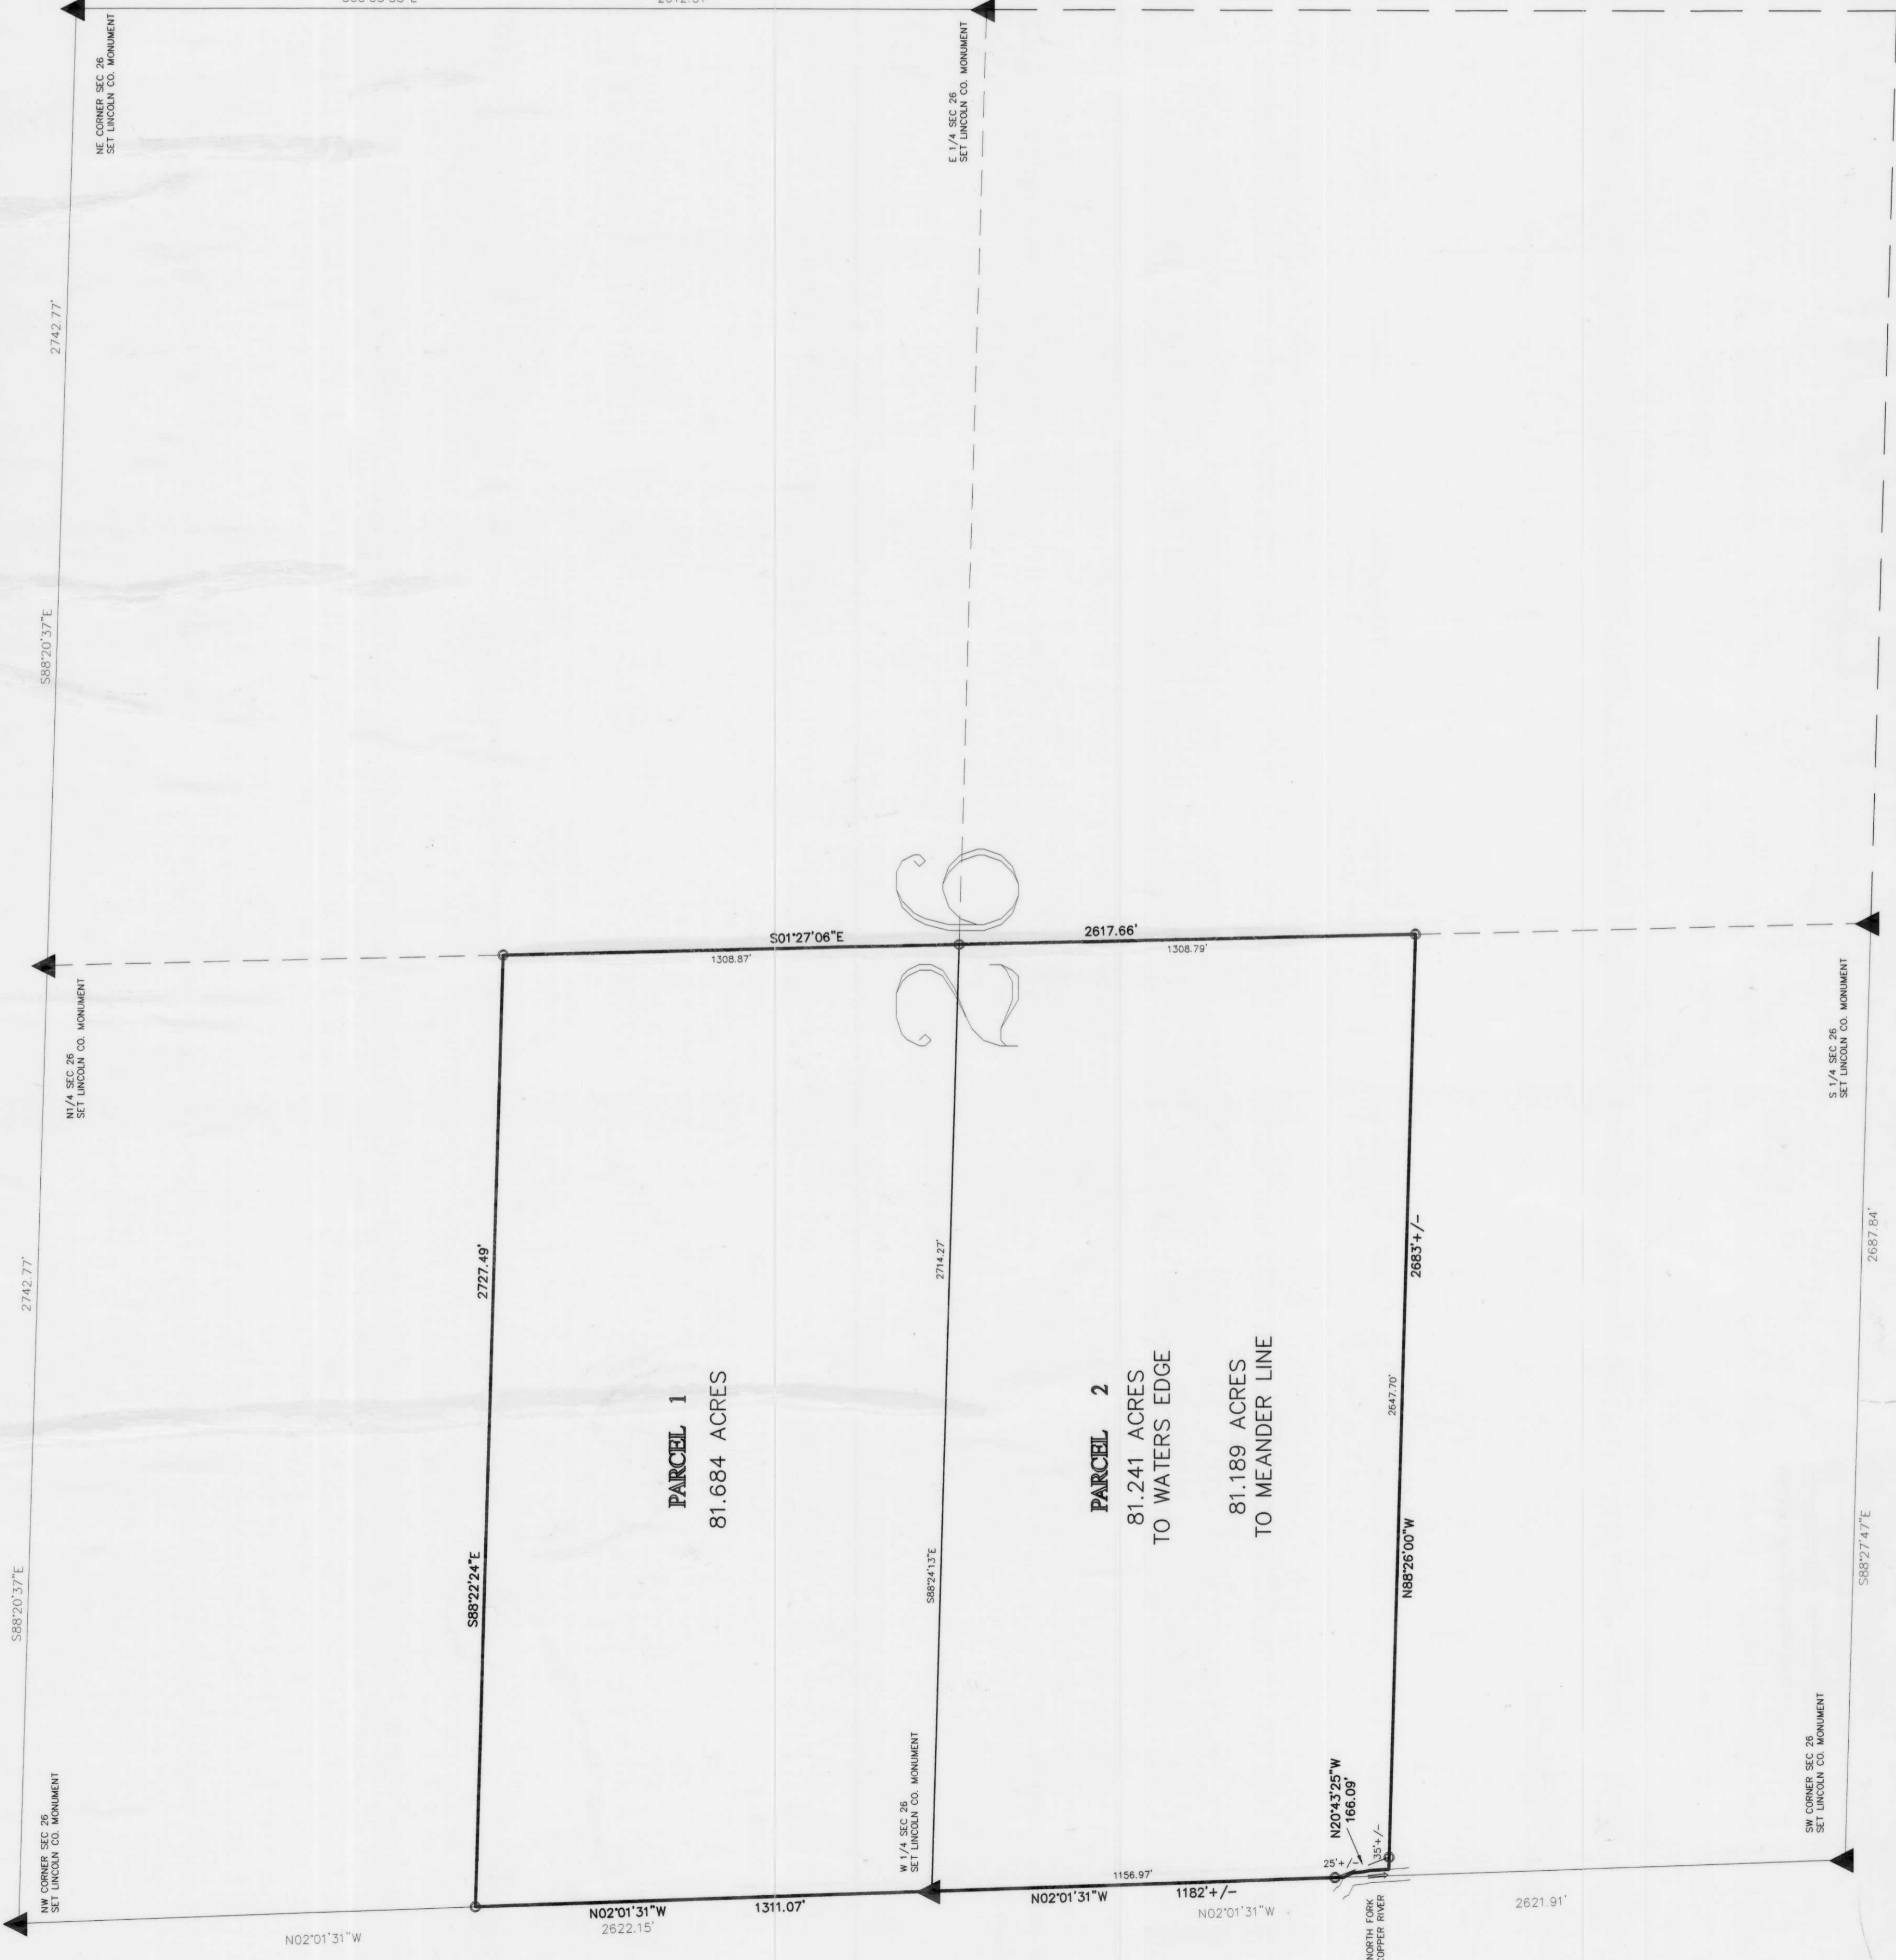 NE CORNER SEC 26
SET LINCOLN CO. MONUMENT
E 1/4 SEC 26
SET LINCOLN CO. MONUMENT
2742.77'
S88°20'37"E
N1/4 SEC 26
SET LINCOLN CO. MONUMENT
2742.77'
S88°20'37"E
NW CORNER SEC 26
SET LINCOLN CO. MONUMENT
S01°27'06"E
1308.87'
2617.66'
1308.79'
26
2727.49'
S88°22'24"E
PARCEL 1
81.684 ACRES
2714.27'
S88°24'13"E
W 1/4 SEC 26
SET LINCOLN CO. MONUMENT
PARCEL 2
81.241 ACRES
TO WATERS EDGE
81.189 ACRES
TO MEANDER LINE
2683'+/-
2647.70'
N88°26'00"W
N20°43'25"W
166.09'
25'+/-
35'+/-
S 1/4 SEC 26
SET LINCOLN CO. MONUMENT
2687.84'
S88°27'47"E
SW CORNER SEC 26
SET LINCOLN CO. MONUMENT
N02°01'31"W
N02°01'31"W
2622.15'
1311.07'
N02°01'31"W
1156.97'
1182'+/-
N02°01'31"W
NORTH FORK
COPPER RIVER
2621.91'